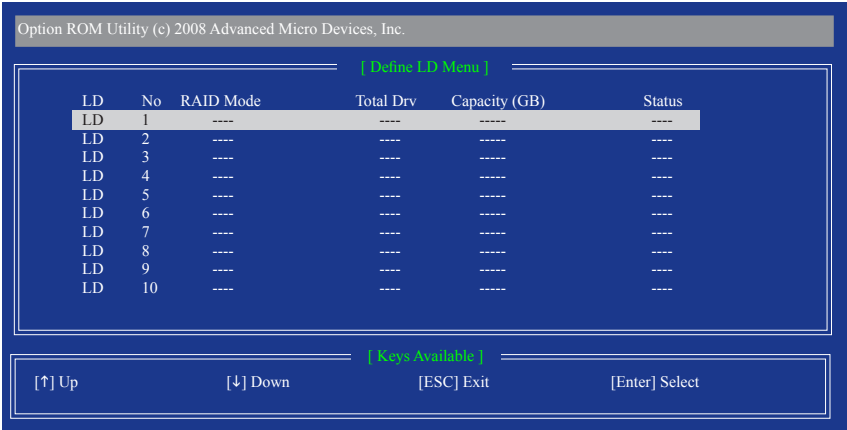 Option ROM Utility (c) 2008 Advanced Micro Devices, Inc.
[ Define LD Menu ]
LD No RAID Mode Total Drv Capacity (GB) Status
LD 1 ---- ---- ----- ----
LD 2 ---- ---- ----- ----
LD 3 ---- ---- ----- ----
LD 4 ---- ---- ----- ----
LD 5 ---- ---- ----- ----
LD 6 ---- ---- ----- ----
LD 7 ---- ---- ----- ----
LD 8 ---- ---- ----- ----
LD 9 ---- ---- ----- ----
LD 10 ---- ---- ----- ----
[ Keys Available ]
[↑] Up [↓] Down [ESC] Exit [Enter] Select